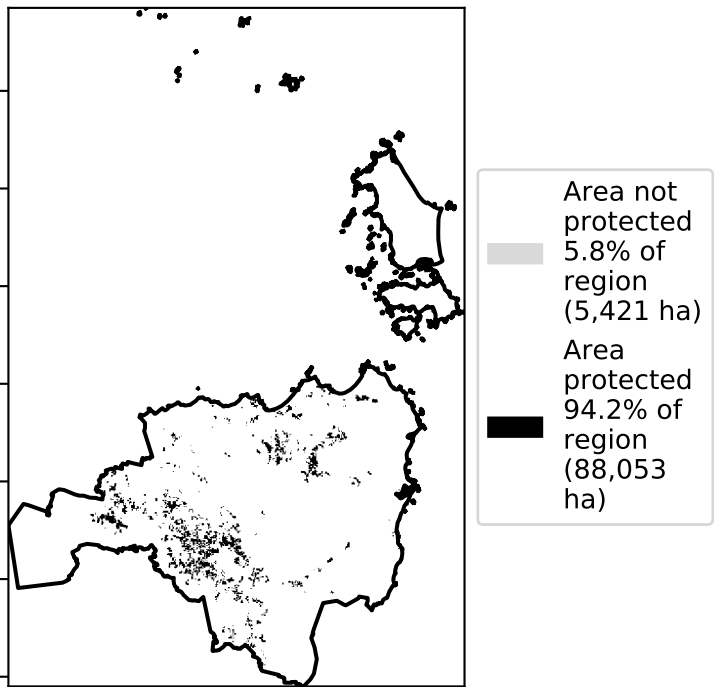 Area not
protected
5.8% of
region
(5,421 ha)
Area
protected
94.2% of
region
(88,053
ha)